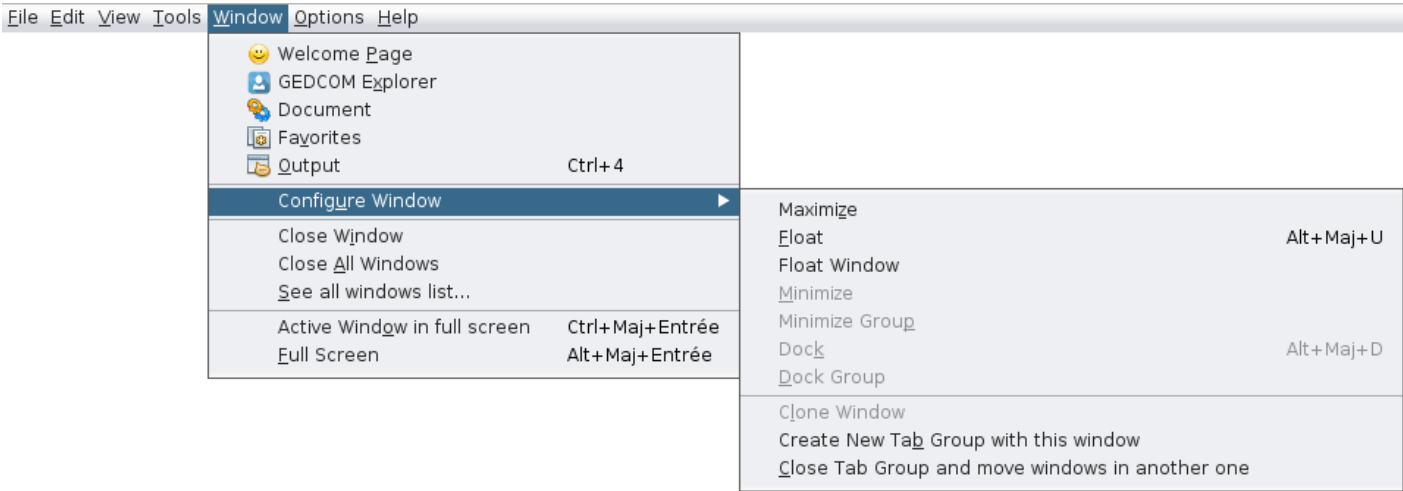 File Edit View Tools Window Options Help
Welcome Page
GEDCOM Explorer
Document
Favorites
Output Ctrl+4
Configure Window
Close Window
Close All Windows
See all windows list...
Active Window in full screen Ctrl+Maj+Entrée
Full Screen Alt+Maj+Entrée
Maximize
Float Alt+Maj+U
Float Window
Minimize
Minimize Group
Dock Alt+Maj+D
Dock Group
Clone Window
Create New Tab Group with this window
Close Tab Group and move windows in another one